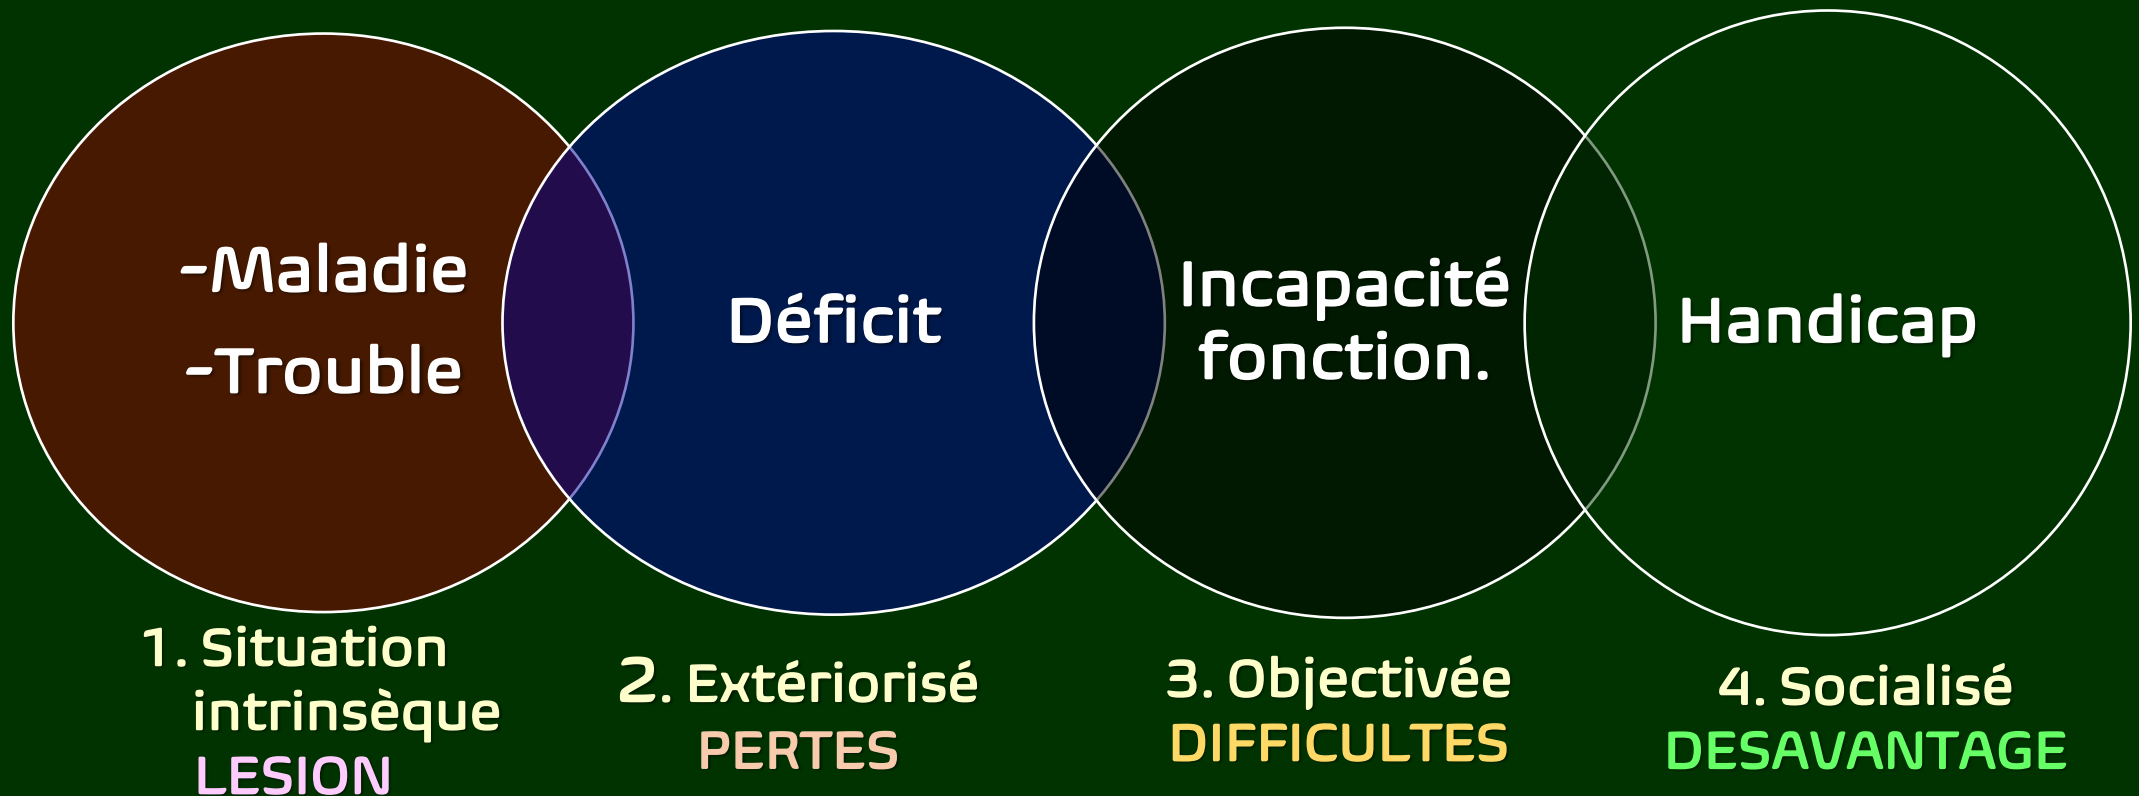 -Maladie
-Trouble
Déficit
Incapacité
fonction.
Handicap
1. Situation
intrinsèque
LESION
2. Extériorisé
PERTES
3. Objectivée
DIFFICULTES
4. Socialisé
DESAVANTAGE